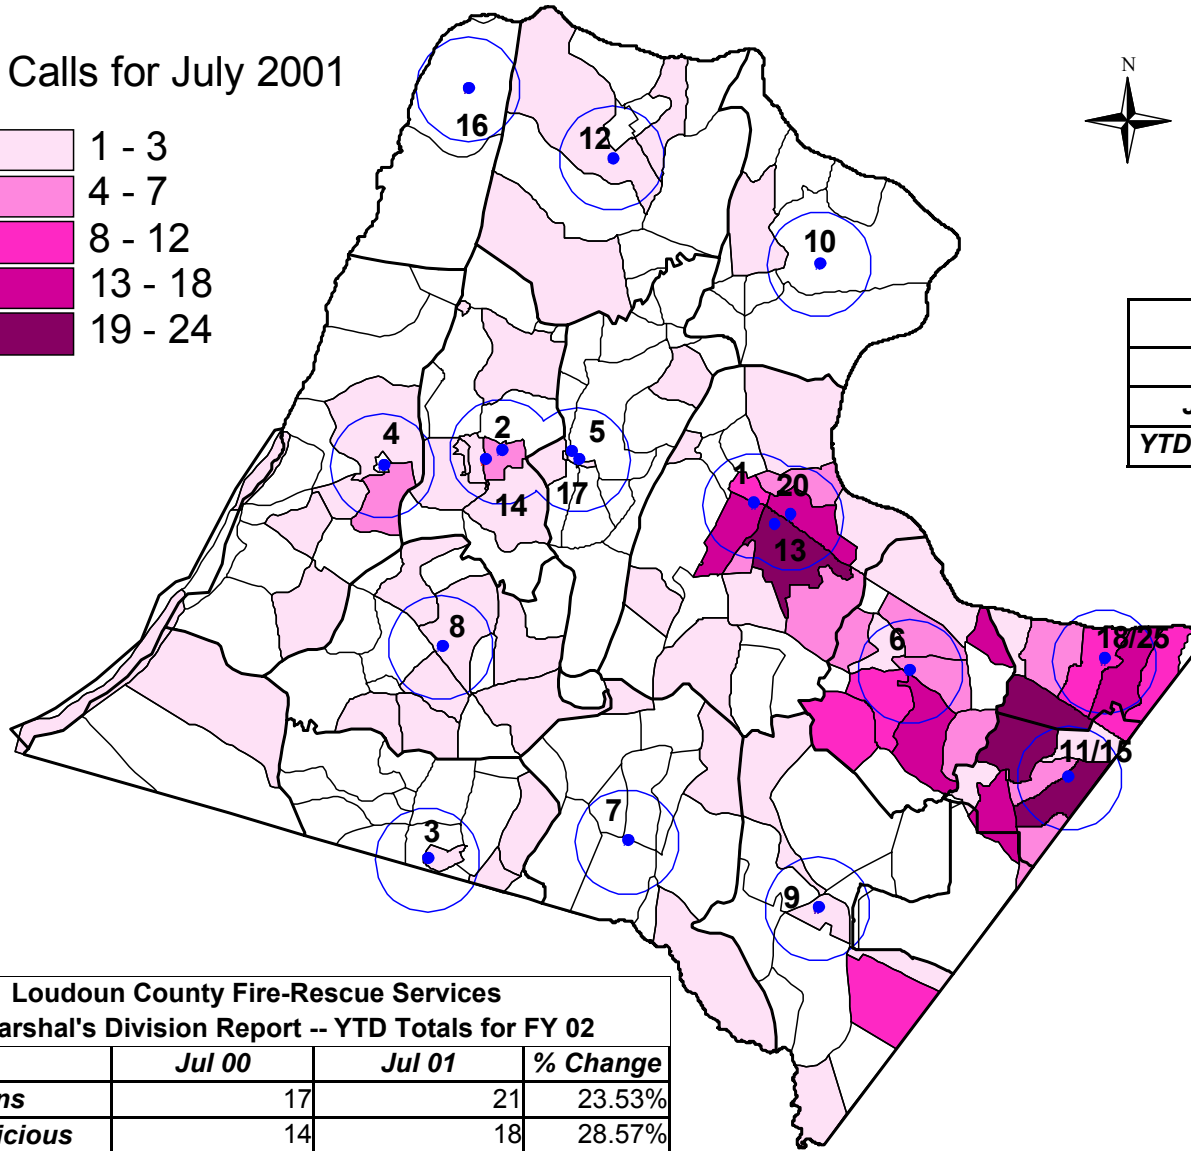 Calls for July 2001
N
1 - 3
4 - 7
8 - 12
13 - 18
19 - 24
16
12
10
4
2
5
14
17
1
20
13
8
6
18/25
11/15
3
7
9
YTD
Loudoun County Fire-Rescue Services
arshal's Division Report -- YTD Totals for FY 02
Jul 00 Jul 01 % Change
ns 17 21 23.53%
icious 14 18 28.57%